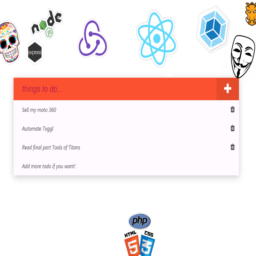 node
npm
things to do...
+
Sell my moto 360
Automate Toggl
Read final part Tools of Titans
Add more todo if you want!
php
HTML CSS
5 3